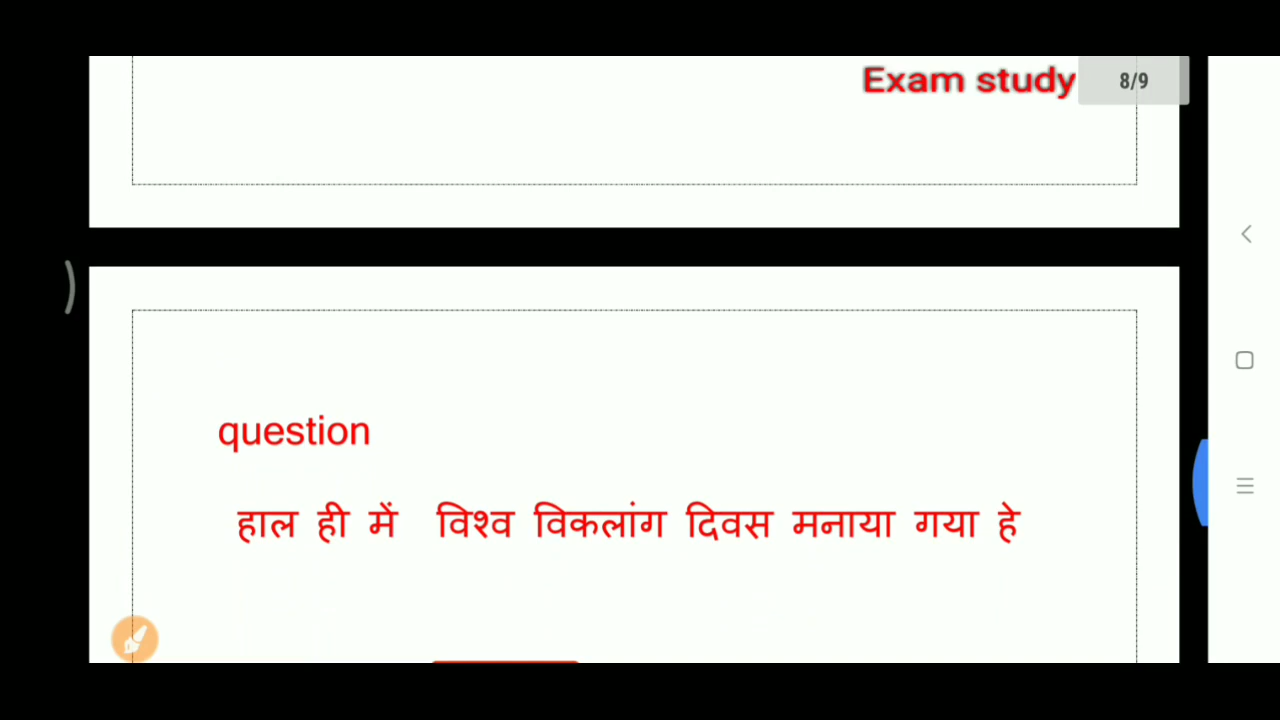 Exam study
8/9
question
हाल ही में विश्व विकलांग दिवस मनाया गया हे